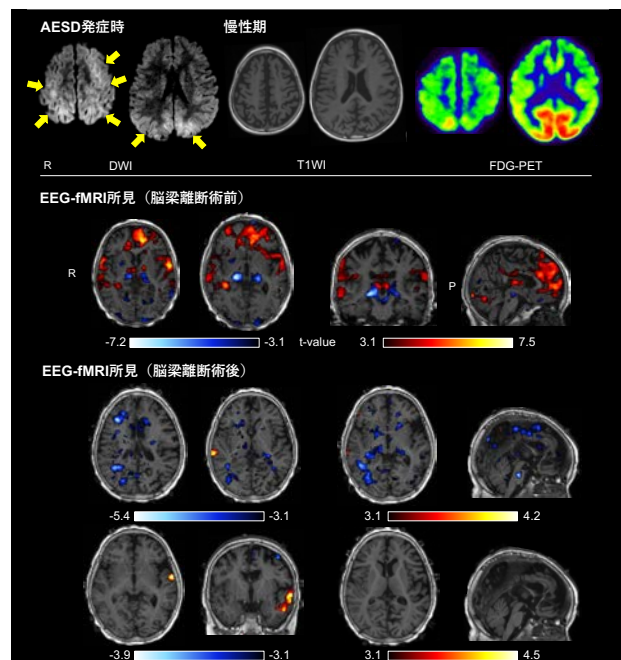 AESD発症時 慢性期
R DWI T1WI FDG-PET
EEG-fMRI所見（脳梁離断術前）
R P
-7.2 -3.1 t-value 3.1 7.5
EEG-fMRI所見（脳梁離断術後）
-5.4 -3.1 3.1 4.2
-3.9 -3.1 3.1 4.5